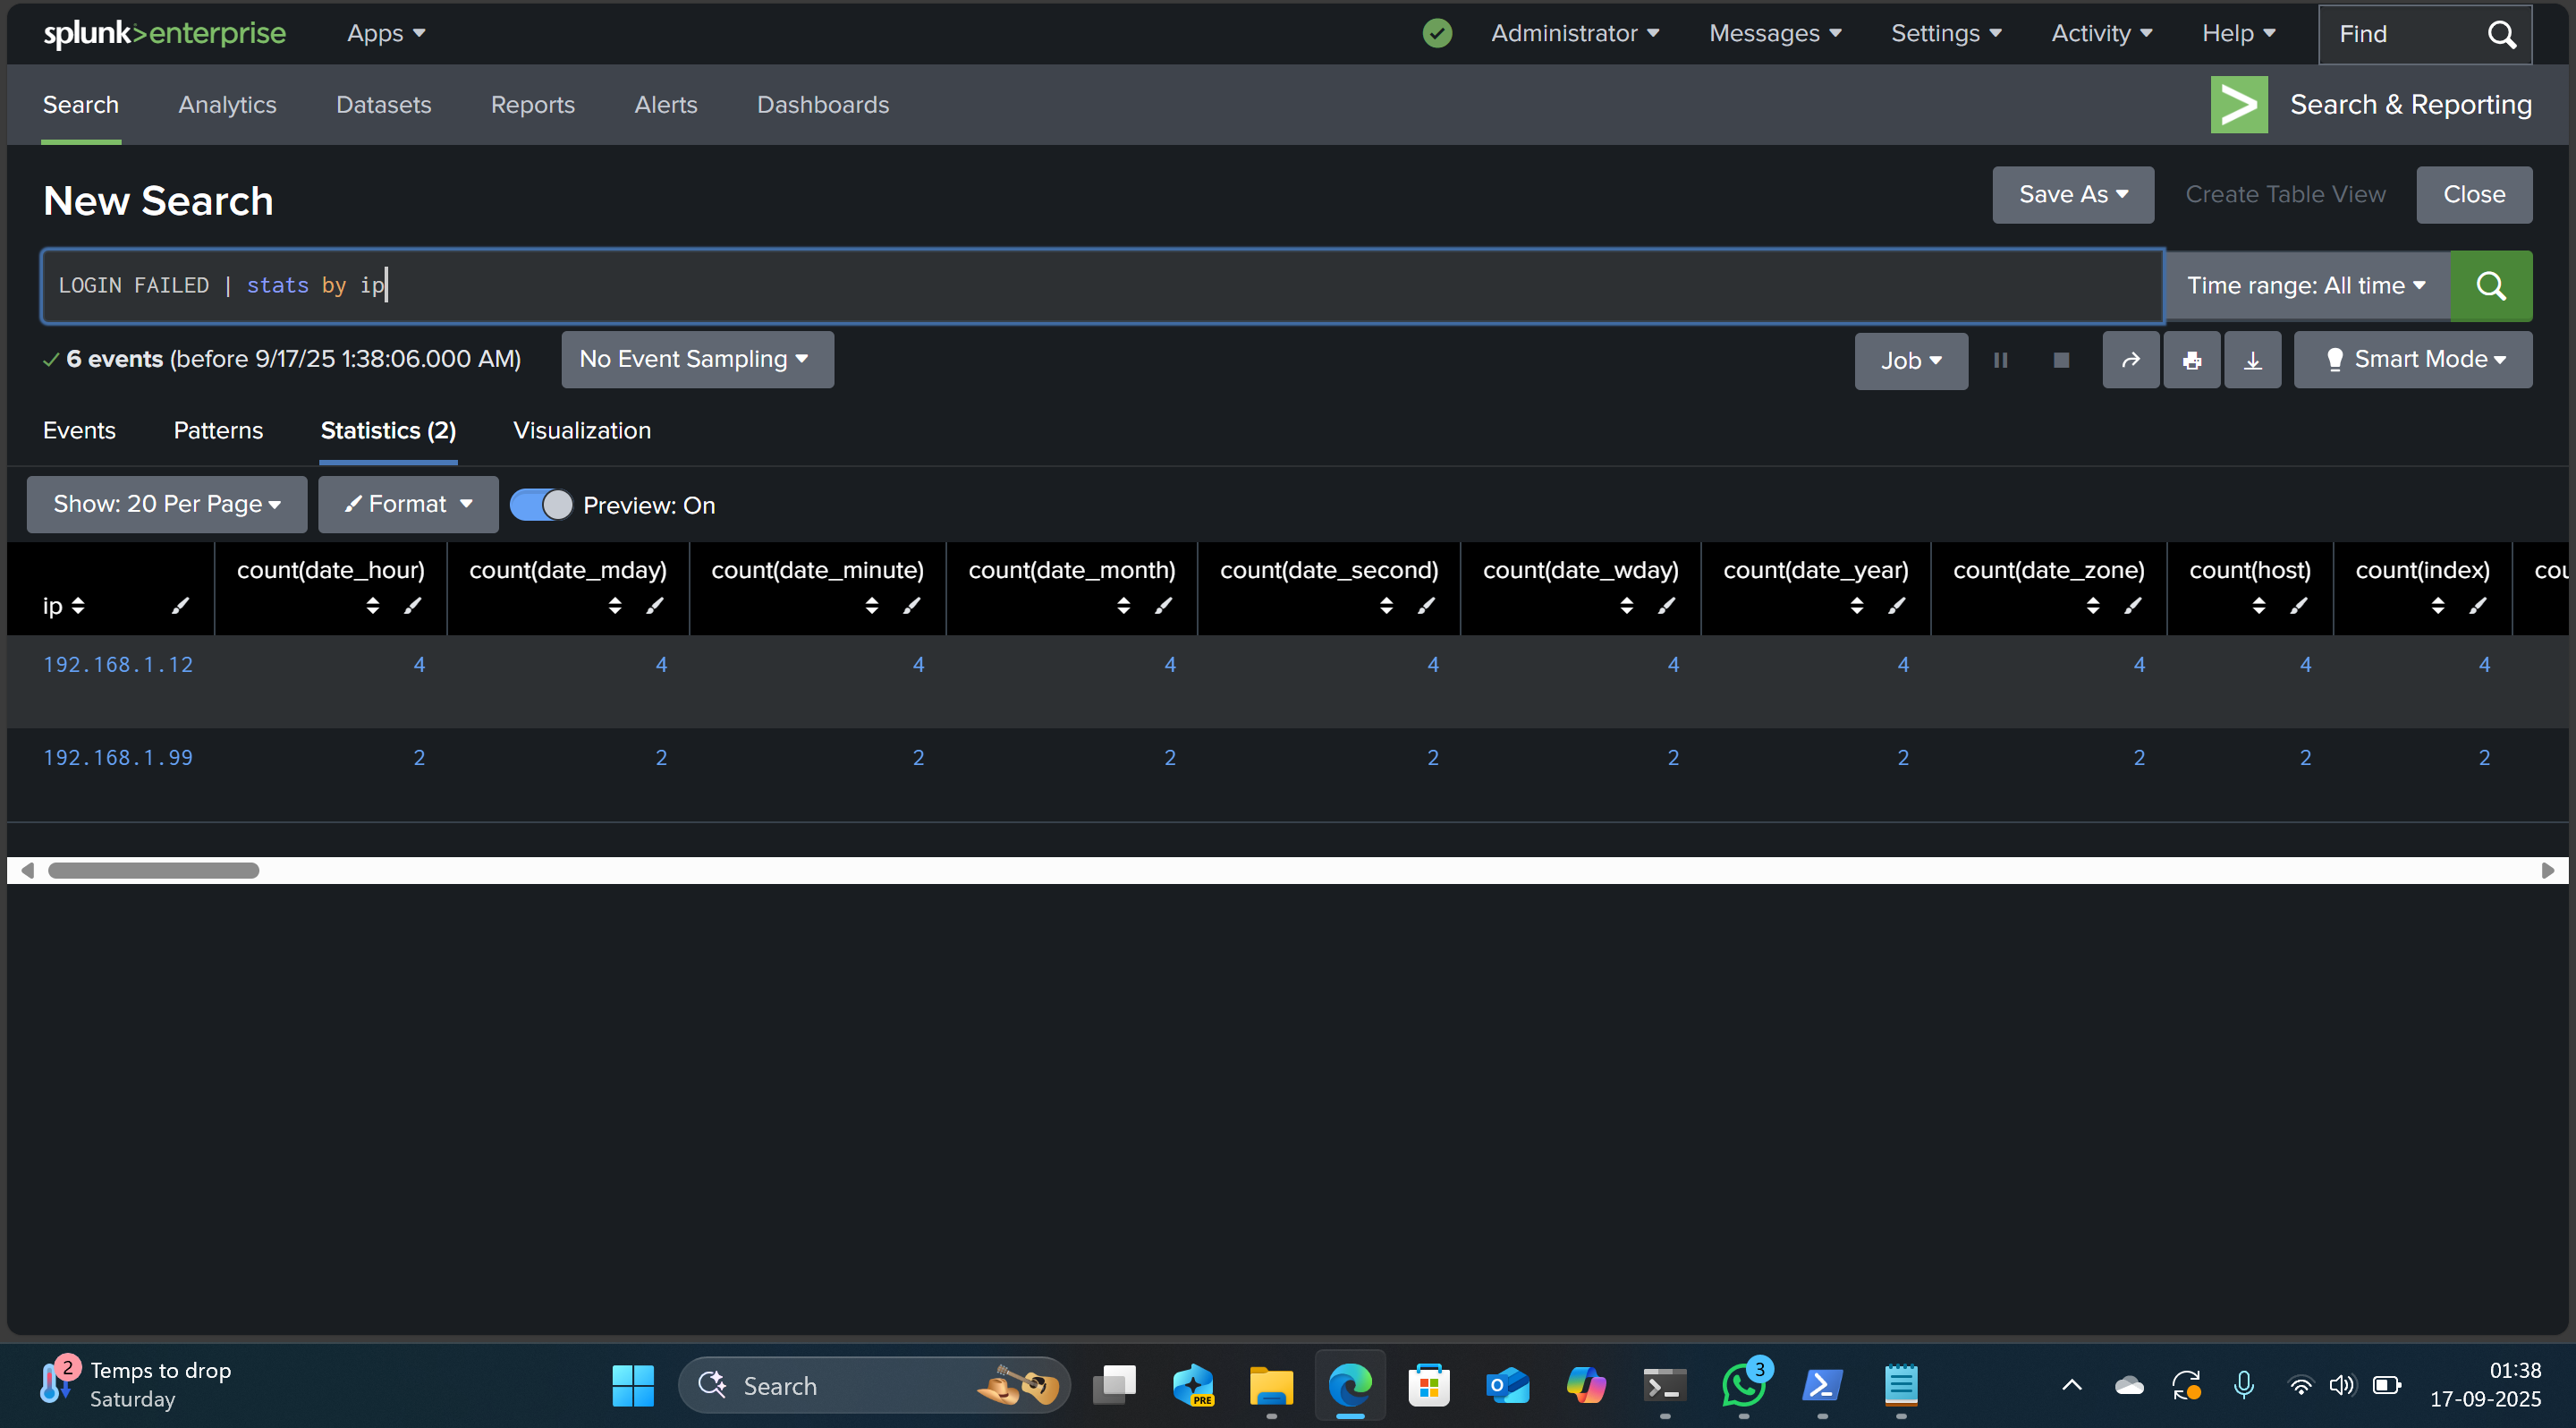 splunk>enterprise Apps Administrator Messages Settings Activity Help Find
Search Analytics Datasets Reports Alerts Dashboards > Search & Reporting
New Search Save As Create Table View Close
LOGIN FAILED | stats by ip Time range: All time
6 events (before 9/17/25 1:38:06.000 AM) No Event Sampling Job Smart Mode
Events Patterns Statistics (2) Visualization
Show: 20 Per Page Format Preview: On
ip count(date_hour) count(date_mday) count(date_minute) count(date_month) count(date_second) count(date_wday) count(date_year) count(date_zone) count(host) count(index) cou
192.168.1.12 4 4 4 4 4 4 4 4 4 4
192.168.1.99 2 2 2 2 2 2 2 2 2 2
2 Temps to drop
Saturday
Search
PRE
3
01:38
17-09-2025